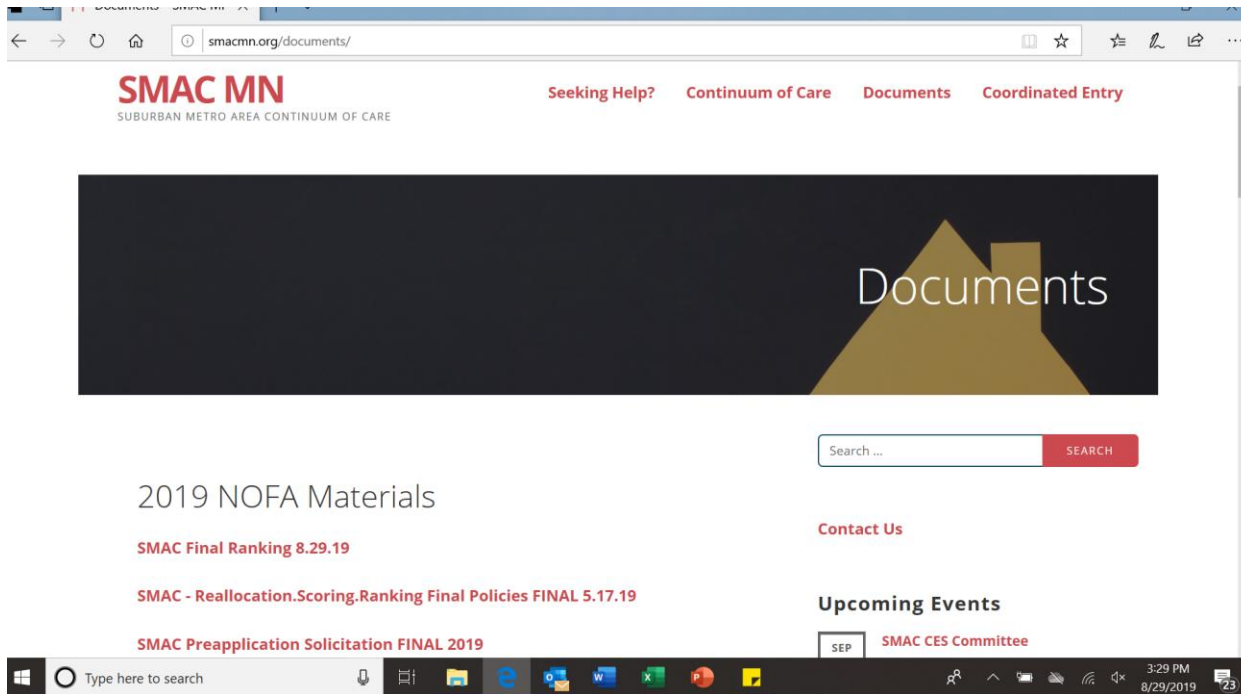 Documents - SMAC MN
smacmn.org/documents/
SMAC MN
SUBURBAN METRO AREA CONTINUUM OF CARE
Seeking Help? Continuum of Care Documents Coordinated Entry
Documents
Search ...
SEARCH
2019 NOFA Materials
SMAC Final Ranking 8.29.19
SMAC - Reallocation.Scoring.Ranking Final Policies FINAL 5.17.19
SMAC Preapplication Solicitation FINAL 2019
Contact Us
Upcoming Events
SEP
SMAC CES Committee
Type here to search
3:29 PM
8/29/2019
23